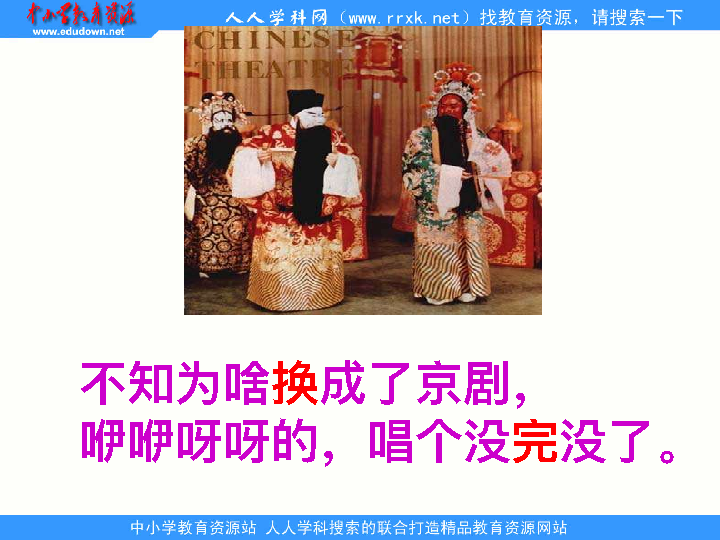 中小学教育资源
www.edudown.net
人人学科网（www.rrxk.net）找教育资源，请搜索一下
CHINESE
THEATRE
不知为啥换成了京剧，
咿咿呀呀的，唱个没完没了。
中小学教育资源站 人人学科搜索的联合打造精品教育资源网站